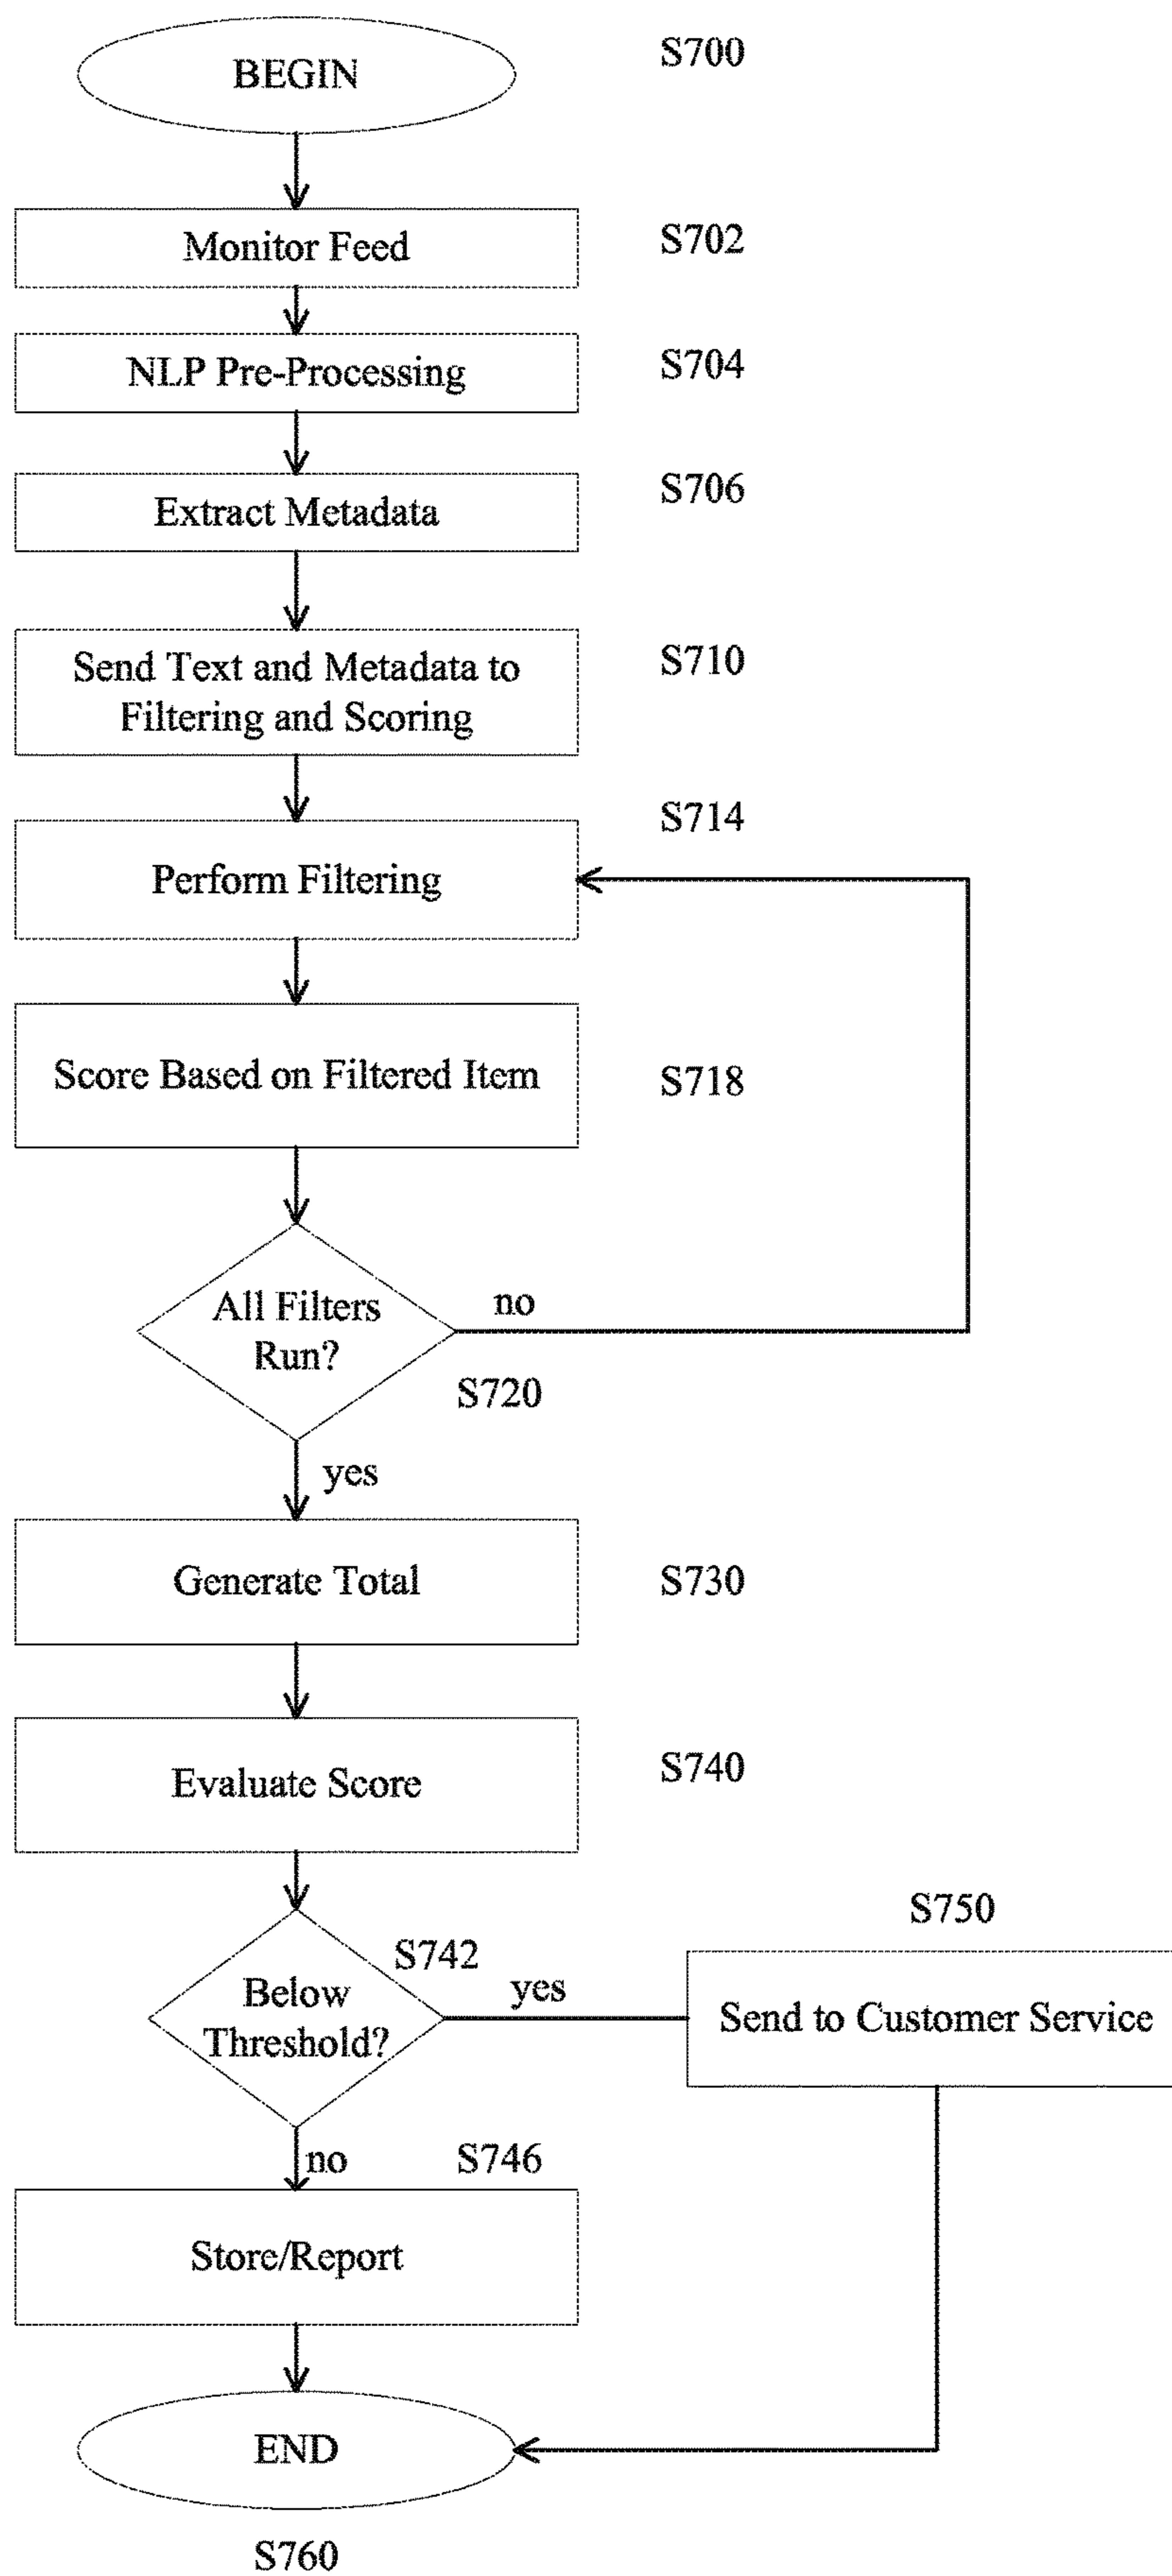 BEGIN
S700
Monitor Feed
S702
NLP Pre-Processing
S704
Extract Metadata
S706
Send Text and Metadata to
Filtering and Scoring
S710
Perform Filtering
S714
Score Based on Filtered Item
S718
All Filters
Run?
no
S720
yes
Generate Total
S730
Evaluate Score
S740
Below
Threshold?
S742
yes
S750
Send to Customer Service
no
S746
Store/Report
END
S760